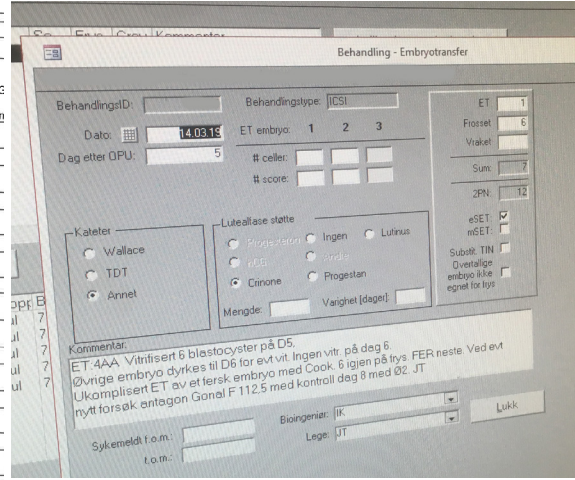 Behandling - Embryotransfer
BehandlingsID:
Behandlingstype: ICSI
Dato: 14.03.19
ET embryo: 1 2 3
Dag etter OPU: 5
# celler:
# score:
ET 1
Frosset 6
Vraket
Sum: 7
2PN: 12
eSET:
mSET:
Substit. TIN
Overtallige
embryo ikke
egnet for frys
Kateter
Wallace
TDT
Annet
Luteallase støtte
Progesteron Ingen Lutinus
Crinone Progestan
Mengde: Varighet [dager]:
Kommentar:
ET:4AA Vitrifisert 6 blastocyster på D5,
Øvrige embryo dyrkes til D6 for evt vit. Ingen vitr. på dag 6.
Ukomplisert ET av et fersk embryo med Cook. 6 igjen på frys. FER neste. Ved evt
nytt forsøk antagon Gonal F 112,5 med kontroll dag 8 med Ø2. JT
Sykemeldt f.o.m.:
t.o.m.:
Bioingeniør: IK
Lege: JT
Lukk